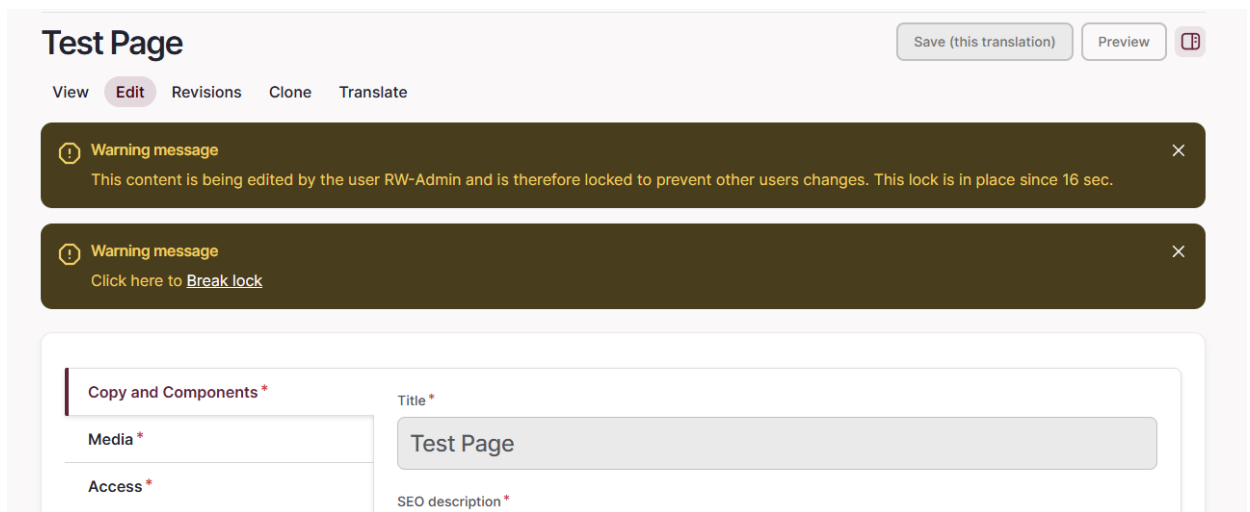 Test Page
Save (this translation)
Preview
View
Edit
Revisions
Clone
Translate
Warning message
This content is being edited by the user RW-Admin and is therefore locked to prevent other users changes. This lock is in place since 16 sec.
Warning message
Click here to Break lock
Copy and Components*
Media*
Access*
Title*
Test Page
SEO description*